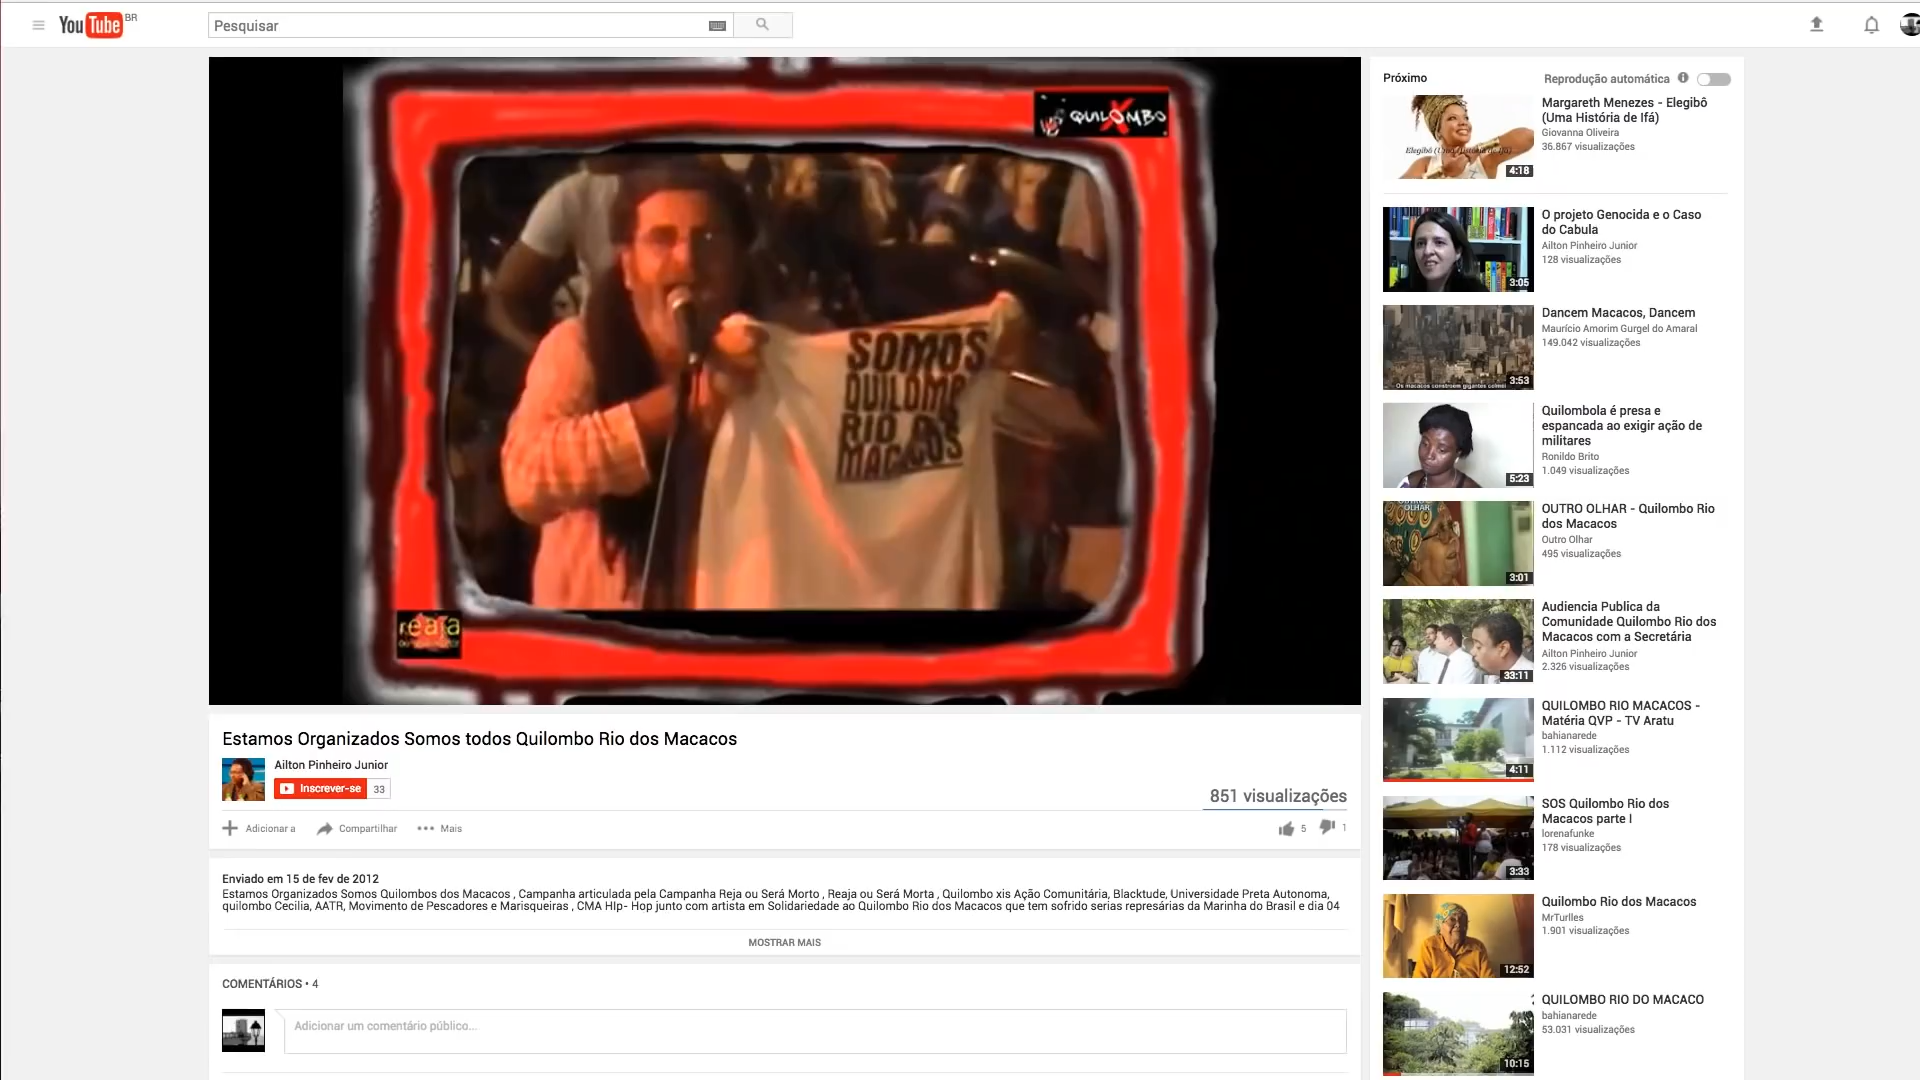 YouTube BR
Pesquisar
QUILOMBO
SOMOS
QUILOMB
RIO
MACACOS
reaja
Estamos Organizados Somos todos Quilombo Rio dos Macacos
Ailton Pinheiro Junior
Inscrever-se 33
851 visualizações
Adicionar a Compartilhar Mais 5 1
Enviado em 15 de fev de 2012
Estamos Organizados Somos Quilombos dos Macacos , Campanha articulada pela Campanha Reja ou Será Morto , Reaja ou Será Morta , Quilombo xis Ação Comunitária, Blacktude, Universidade Preta Autonoma,
quilombo Cecilia, AATR, Movimento de Pescadores e Marisqueiras , CMA HIp- Hop junto com artista em Solidariedade ao Quilombo Rio dos Macacos que tem sofrido serias represárias da Marinha do Brasil e dia 04
MOSTRAR MAIS
COMENTÁRIOS • 4
Adicionar um comentário público...
Próximo Reprodução automática
Margareth Menezes - Elegibô
(Uma História de Ifá)
Giovanna Oliveira
36.867 visualizações
4:18
O projeto Genocida e o Caso
do Cabula
Ailton Pinheiro Junior
128 visualizações
3:05
Dancem Macacos, Dancem
Maurício Amorim Gurgel do Amaral
149.042 visualizações
Os macacos constroem gigantes colmei
3:53
Quilombola é presa e
espancada ao exigir ação de
militares
Ronildo Brito
1.049 visualizações
5:23
OLHAR
OUTRO OLHAR - Quilombo Rio
dos Macacos
Outro Olhar
495 visualizações
3:01
Audiencia Publica da
Comunidade Quilombo Rio dos
Macacos com a Secretária
Ailton Pinheiro Junior
2.326 visualizações
33:11
QUILOMBO RIO MACACOS -
Matéria QVP - TV Aratu
bahianarede
1.112 visualizações
4:11
SOS Quilombo Rio dos
Macacos parte I
lorenafunke
178 visualizações
3:33
Quilombo Rio dos Macacos
MrTurlles
1.901 visualizações
12:52
QUILOMBO RIO DO MACACO
bahianarede
53.031 visualizações
10:15